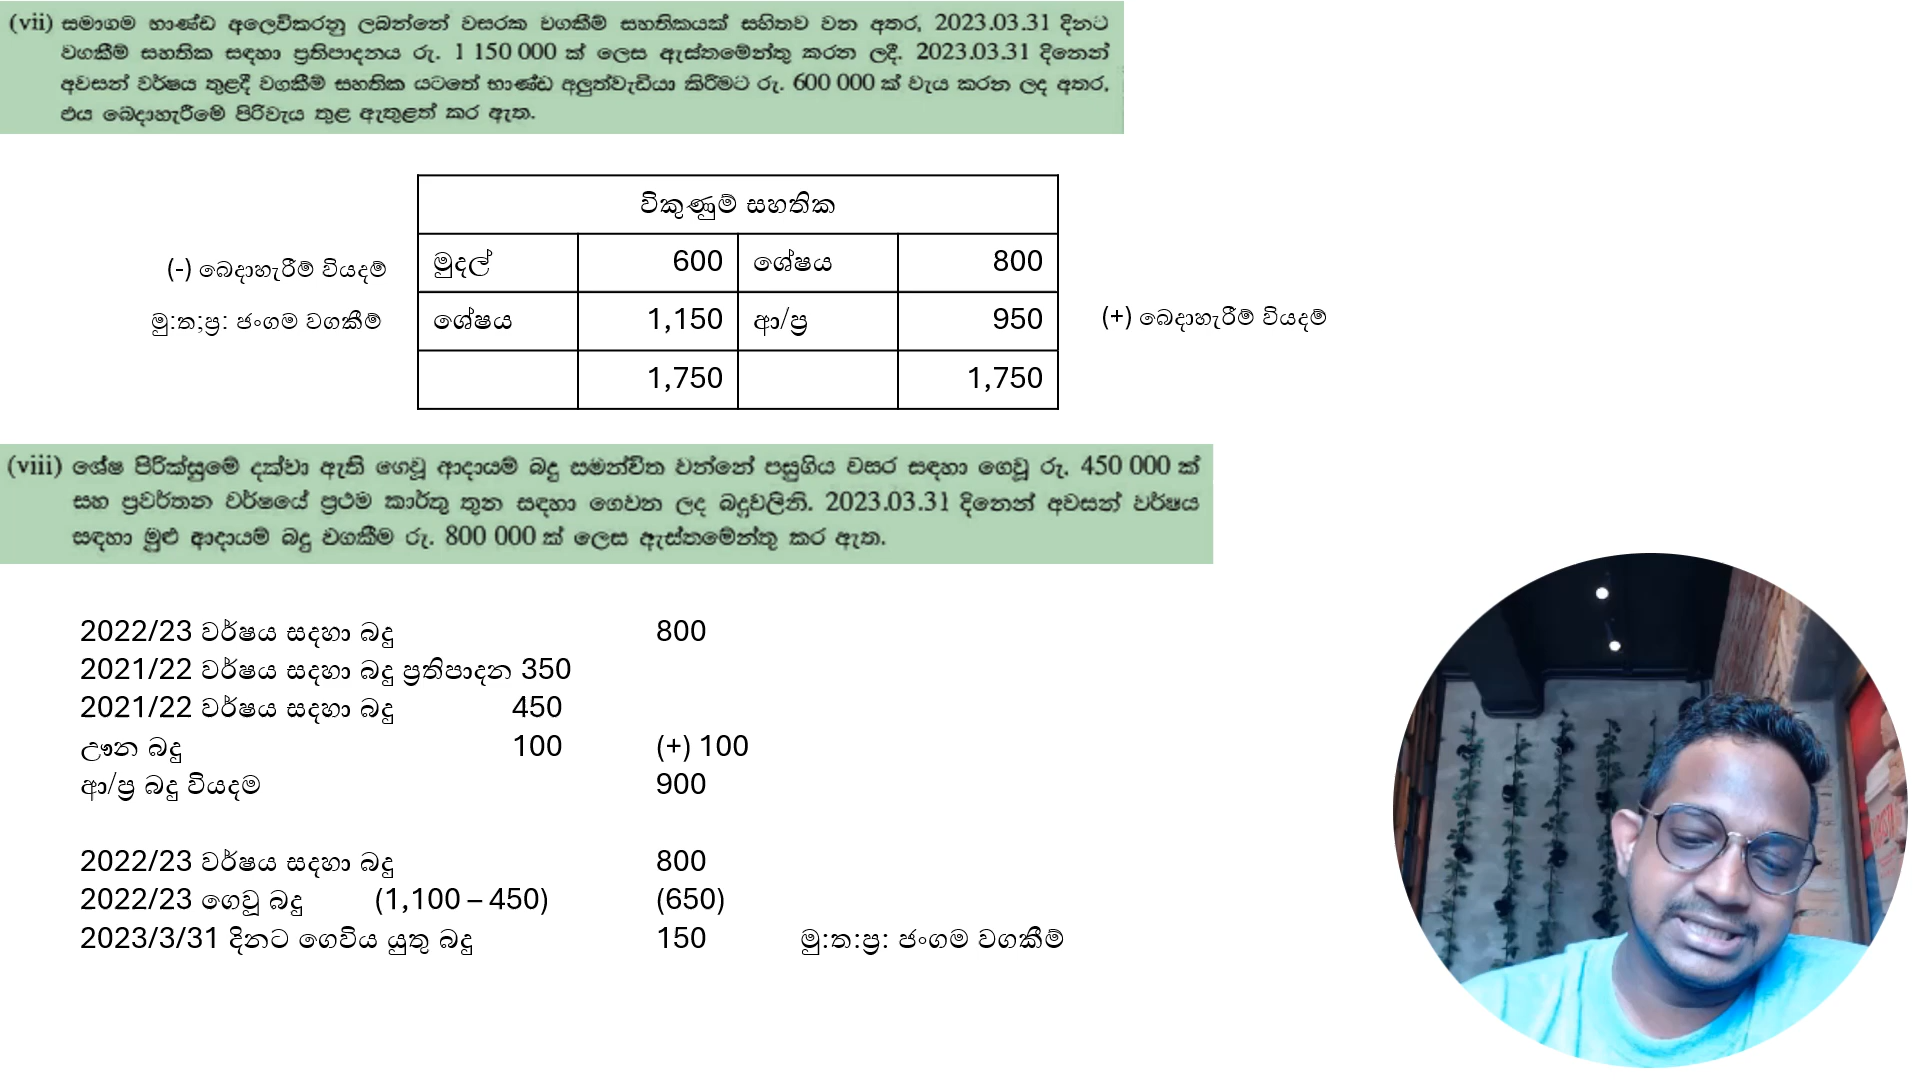 (vii) සමාගම භාණ්ඩ අලෙවිකරනු ලබන්නේ වසරක වගකීම් සහතිකයක් සහිතව වන අතර, 2023.03.31 දිනට
වගකීම් සහතික සඳහා ප්‍රතිපාදනය රු. 1 150 000 ක් ලෙස ඇස්තමේන්තු කරන ලදී. 2023.03.31 දිනෙන්
අවසන් වර්ෂය තුළදී වගකීම් සහතික යටතේ භාණ්ඩ අලුත්වැඩියා කිරීමට රු. 600 000 ක් වැය කරන ලද අතර,
එය බෙදාහැරීමේ පිරිවැය තුළ ඇතුළත් කර ඇත.
විකුණුම් සහතික
(-) බෙදාහැරීම් වියදම් මුදල් 600 ශේෂය 800
මු:ත;ප්‍ර: ජංගම වගකීම් ශේෂය 1,150 ආ/ප්‍ර 950 (+) බෙදාහැරීම් වියදම්
1,750 1,750
(viii) ශේෂ පිරික්සුමේ දක්වා ඇති ගෙවූ ආදායම් බදු සමන්විත වන්නේ පසුගිය වසර සඳහා ගෙවූ රු. 450 000 ක්
සහ ප්‍රවර්තන වර්ෂයේ ප්‍රථම කාර්තු තුන සඳහා ගෙවන ලද බදුවලිනි. 2023.03.31 දිනෙන් අවසන් වර්ෂය
සඳහා මුළු ආදායම් බදු වගකීම රු. 800 000 ක් ලෙස ඇස්තමේන්තු කර ඇත.
2022/23 වර්ෂය සදහා බදු 800
2021/22 වර්ෂය සදහා බදු ප්‍රතිපාදන 350
2021/22 වර්ෂය සදහා බදු 450
ඌන බදු 100 (+) 100
ආ/ප්‍ර බදු වියදම 900
2022/23 වර්ෂය සදහා බදු 800
2022/23 ගෙවූ බදු (1,100 – 450) (650)
2023/3/31 දිනට ගෙවිය යුතු බදු 150 මු:ත:ප්‍ර: ජංගම වගකීම්